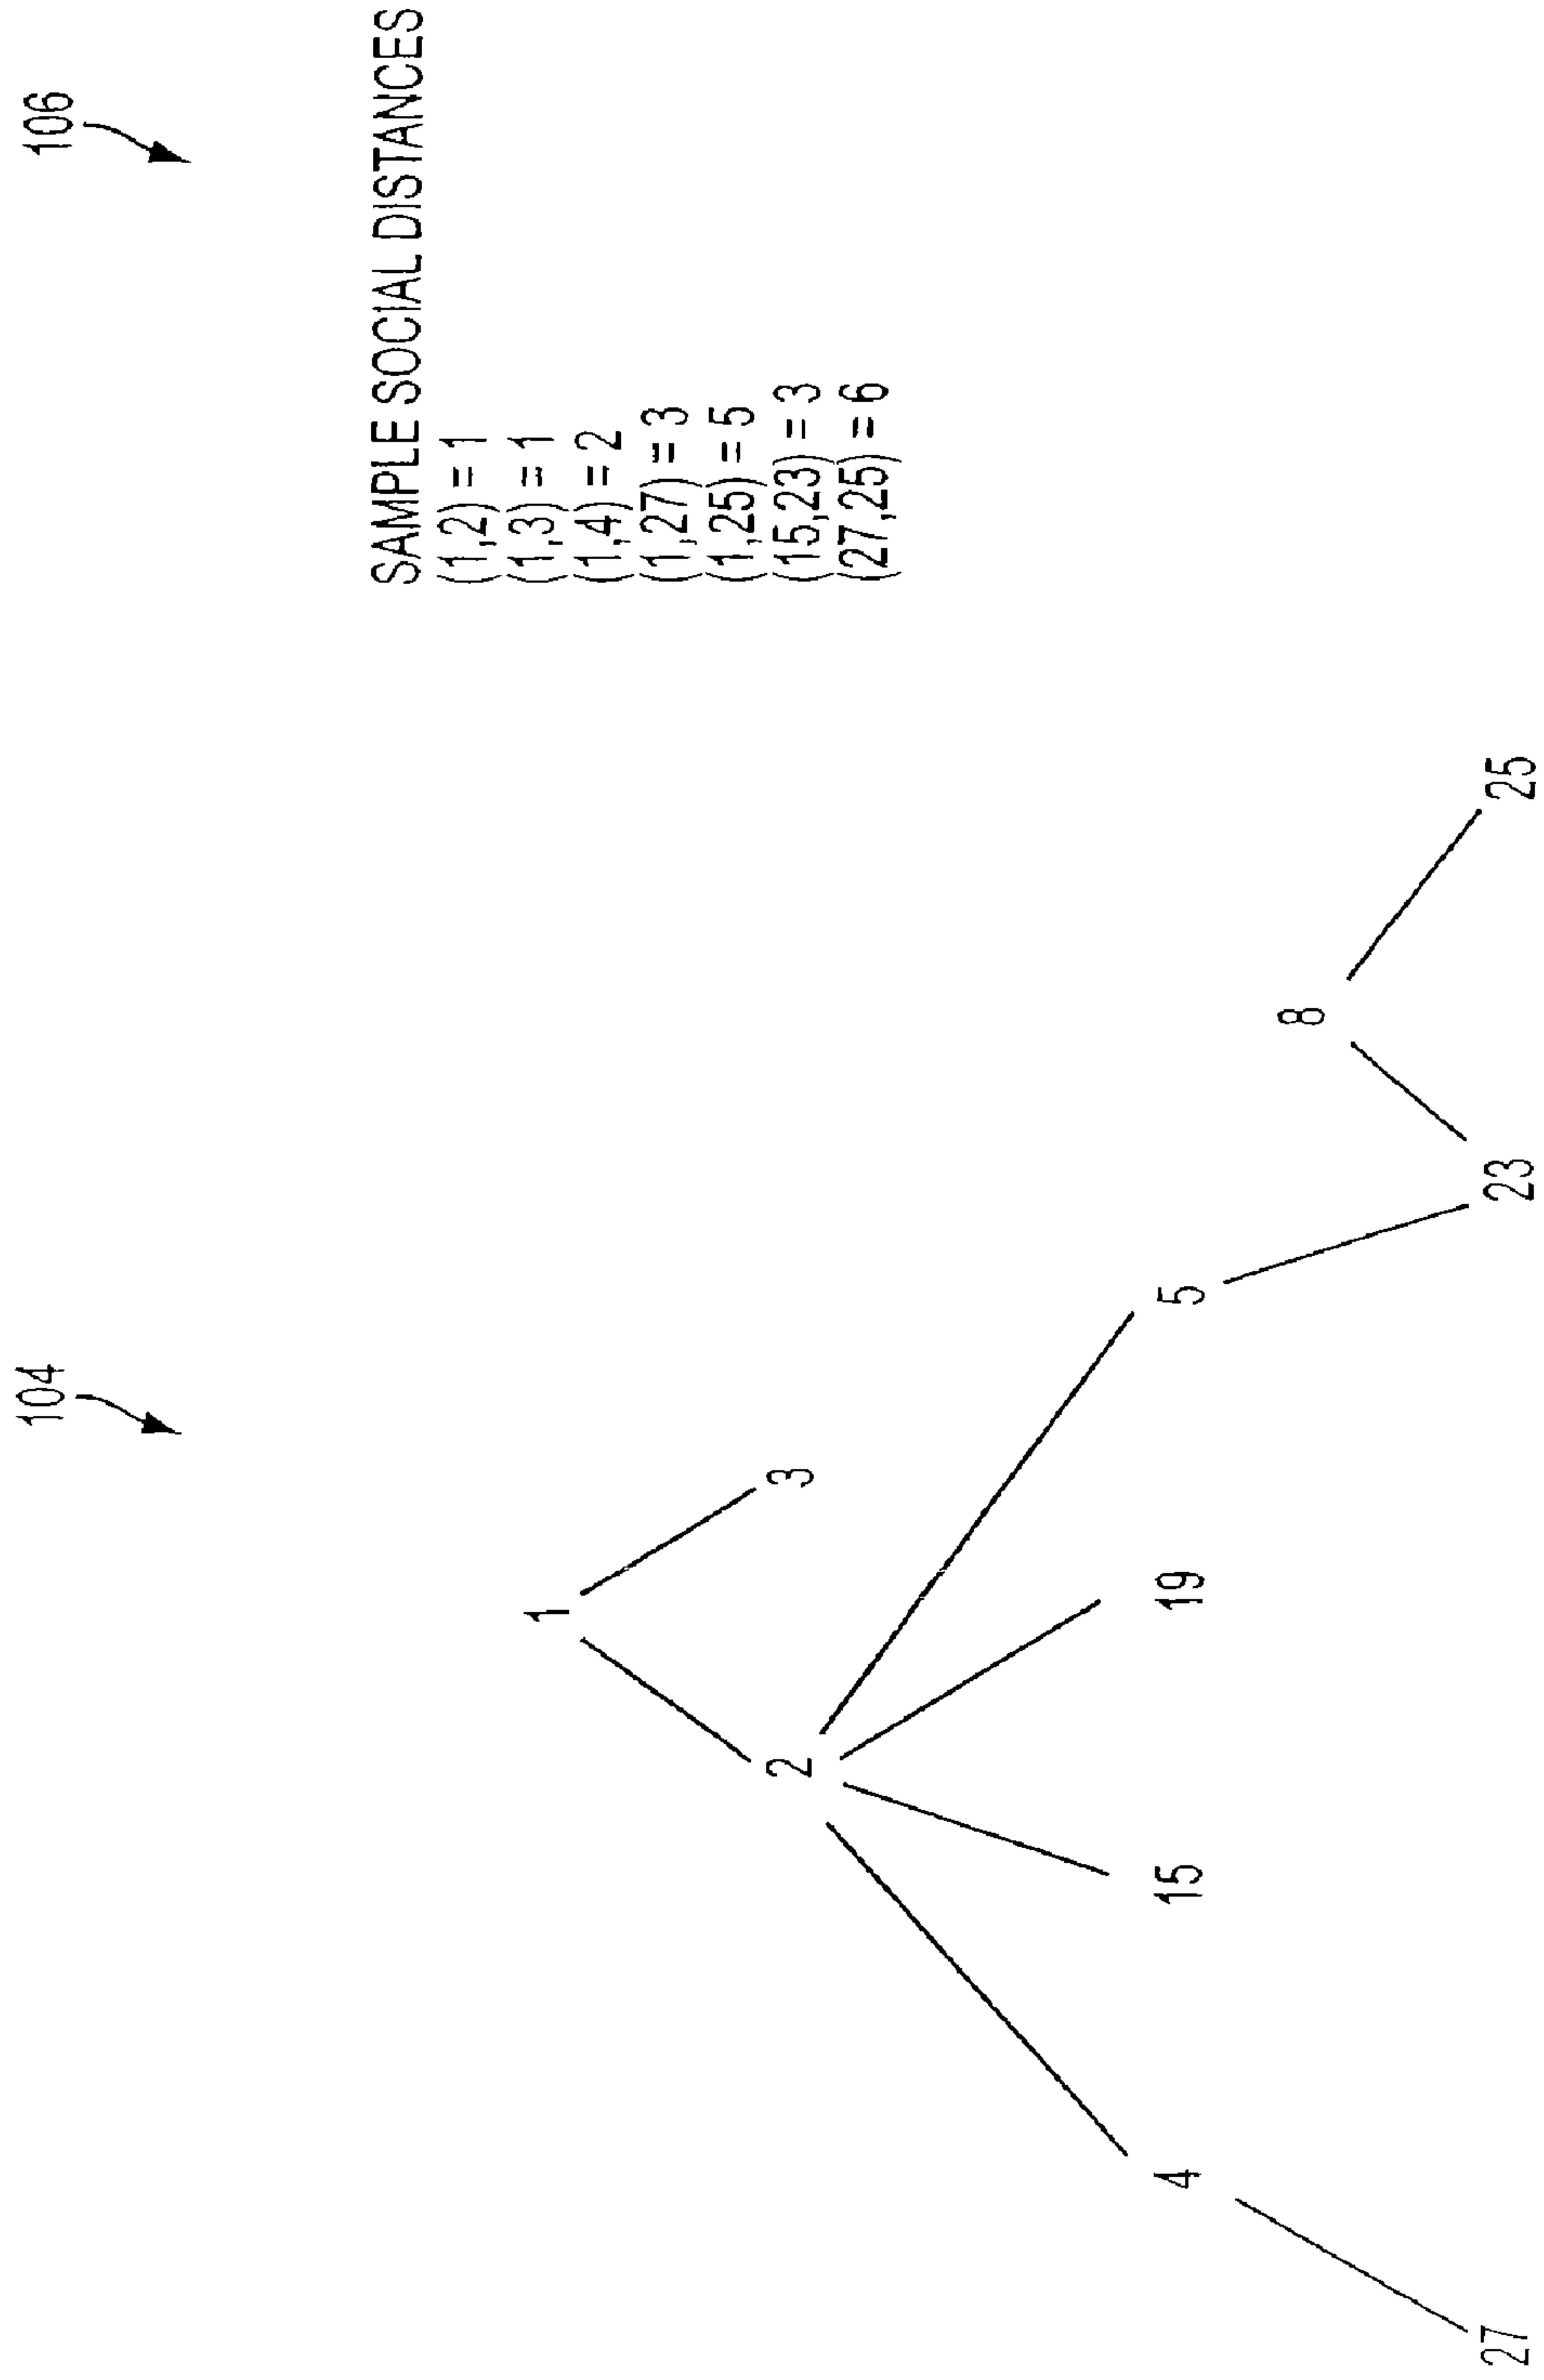 104
106
SAMPLE SOCIAL DISTANCES
(1,2) = 1
(1,3) = 1
(1,4) = 2
(1,27) = 3
(1,25) = 5
(15,23) = 3
(27,25) = 6
1
2
3
4
15
19
5
8
27
23
25